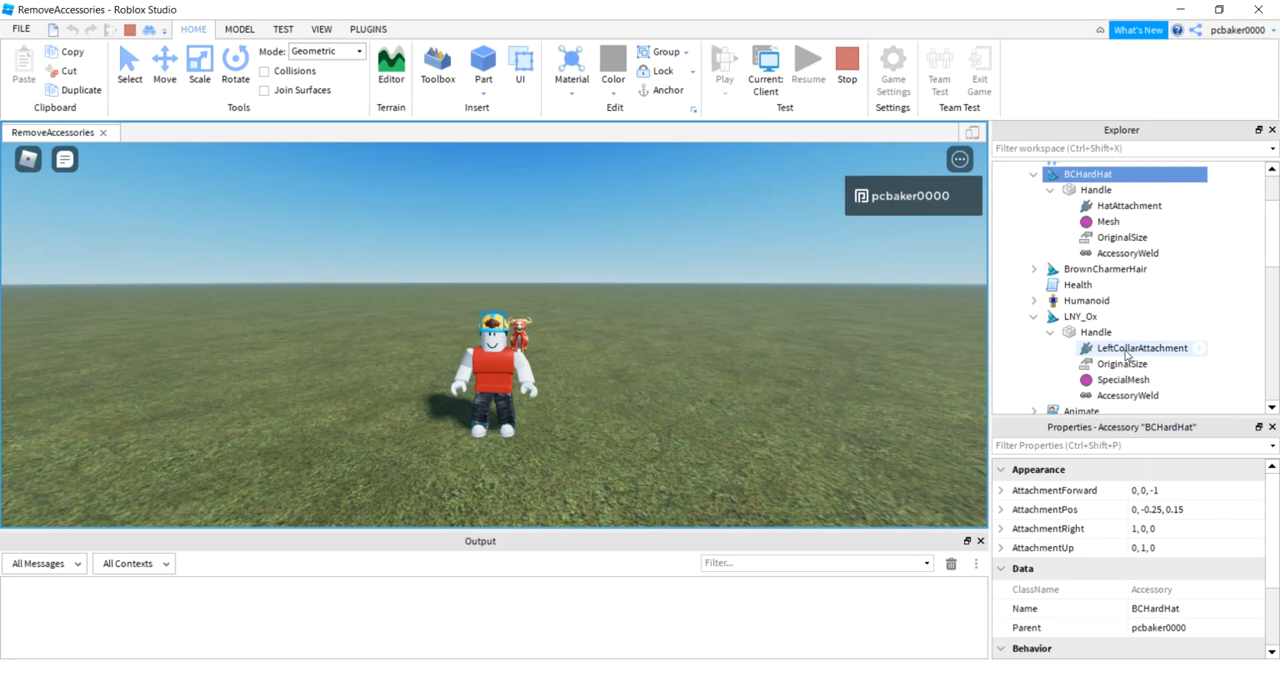 RemoveAccessories - Roblox Studio
FILE HOME MODEL TEST VIEW PLUGINS What's New pcbaker0000
Paste Copy Cut Duplicate Clipboard
Select Move Scale Rotate Mode: Geometric Collisions Join Surfaces Tools
Editor Terrain
Toolbox Part UI Insert
Material Color Group Lock Anchor Edit
Play Current: Client Resume Stop Test
Game Settings Settings
Team Test Exit Game Team Test
RemoveAccessories
pcbaker0000
Explorer
Filter workspace (Ctrl+Shift+X)
BCHardHat
Handle
HatAttachment
Mesh
OriginalSize
AccessoryWeld
BrownCharmerHair
Health
Humanoid
LNY_Ox
Handle
LeftCollarAttachment
OriginalSize
SpecialMesh
AccessoryWeld
Animate
Properties - Accessory "BCHardHat"
Filter Properties (Ctrl+Shift+P)
Appearance
AttachmentForward 0, 0, -1
AttachmentPos 0, -0.25, 0.15
AttachmentRight 1, 0, 0
AttachmentUp 0, 1, 0
Data
ClassName Accessory
Name BCHardHat
Parent pcbaker0000
Behavior
Output
All Messages All Contexts Filter...